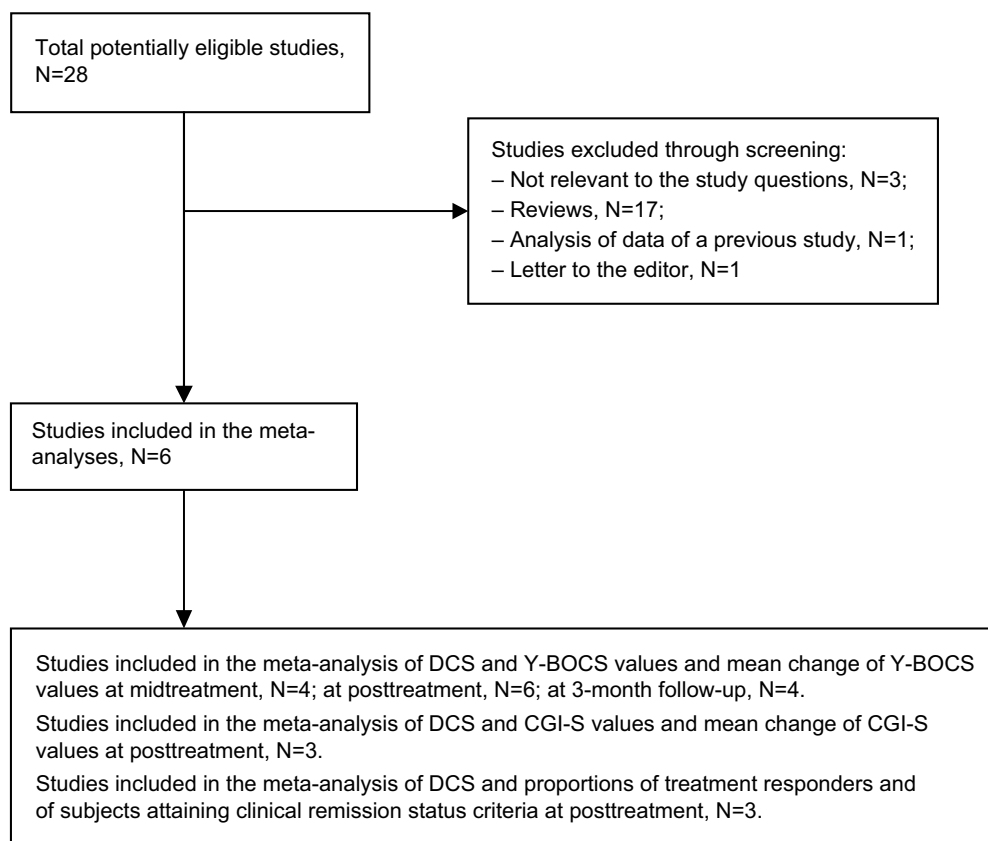 Total potentially eligible studies,
N=28
Studies excluded through screening:
– Not relevant to the study questions, N=3;
– Reviews, N=17;
– Analysis of data of a previous study, N=1;
– Letter to the editor, N=1
Studies included in the meta-
analyses, N=6
Studies included in the meta-analysis of DCS and Y-BOCS values and mean change of Y-BOCS
values at midtreatment, N=4; at posttreatment, N=6; at 3-month follow-up, N=4.
Studies included in the meta-analysis of DCS and CGI-S values and mean change of CGI-S
values at posttreatment, N=3.
Studies included in the meta-analysis of DCS and proportions of treatment responders and
of subjects attaining clinical remission status criteria at posttreatment, N=3.